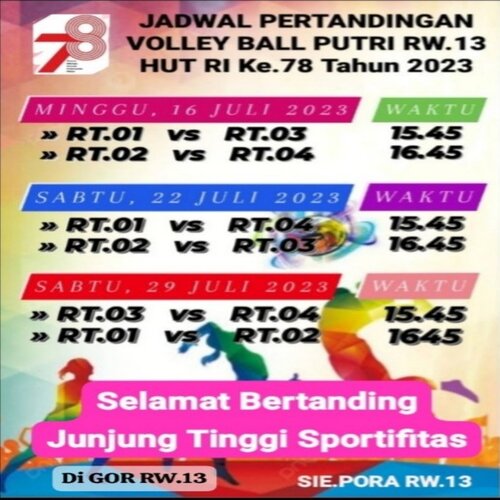 78
JADWAL PERTANDINGAN
VOLLEY BALL PUTRI RW.13
HUT RI Ke.78 Tahun 2023
MINGGU, 16 JULI 2023 WAKTU
» RT.01 vs RT.03 15.45
» RT.02 vs RT.04 16.45
SABTU, 22 JULI 2023 WAKTU
» RT.01 vs RT.04 15.45
» RT.02 vs RT.03 16.45
SABTU, 29 JULI 2023 WAKTU
» RT.03 vs RT.04 15.45
» RT.01 vs RT.02 1645
Selamat Bertanding
Junjung Tinggi Sportifitas
Di GOR RW.13
SIE.PORA RW.13